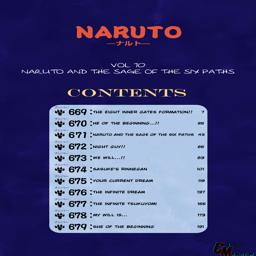 NARUTO
—ナルト—
VOL 70
NARUTO AND THE SAGE OF THE SIX PATHS
CONTENTS
669 :THE EIGHT INNER GATES FORMATION!! 7
670 :HE OF THE BEGINNING...!!
671 :NARUTO AND THE SAGE OF THE SIX PATHS
672 :NIGHT GUY!!
673 :WE WILL...!!
674 :SASUKE'S RINNEGAN 101
675 :YOUR CURRENT DREAM
676 :THE INFINITE DREAM 137
677 :THE INFINITE TSUKUYOMI
678 :MY WILL IS... 173
679 :SHE OF THE BEGINNING 191